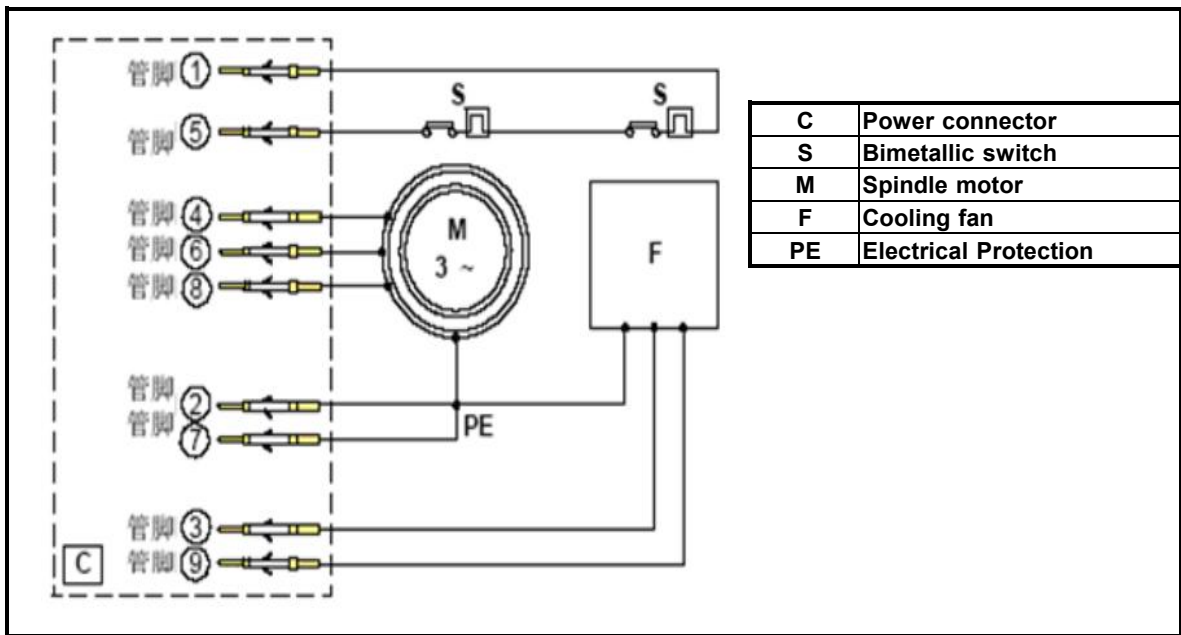 管脚 ①
管脚 ⑤
S
S
管脚 ④
管脚 ⑥
管脚 ⑧
M
3 ~
F
管脚 ②
管脚 ⑦
PE
管脚 ③
管脚 ⑨
C
C Power connector
S Bimetallic switch
M Spindle motor
F Cooling fan
PE Electrical Protection